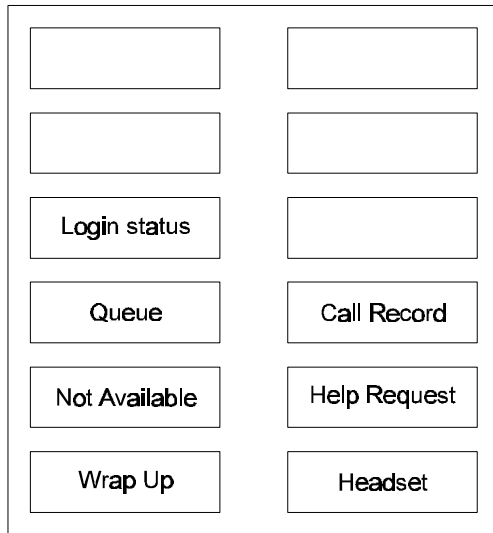 Login status
Queue
Call Record
Not Available
Help Request
Wrap Up
Headset